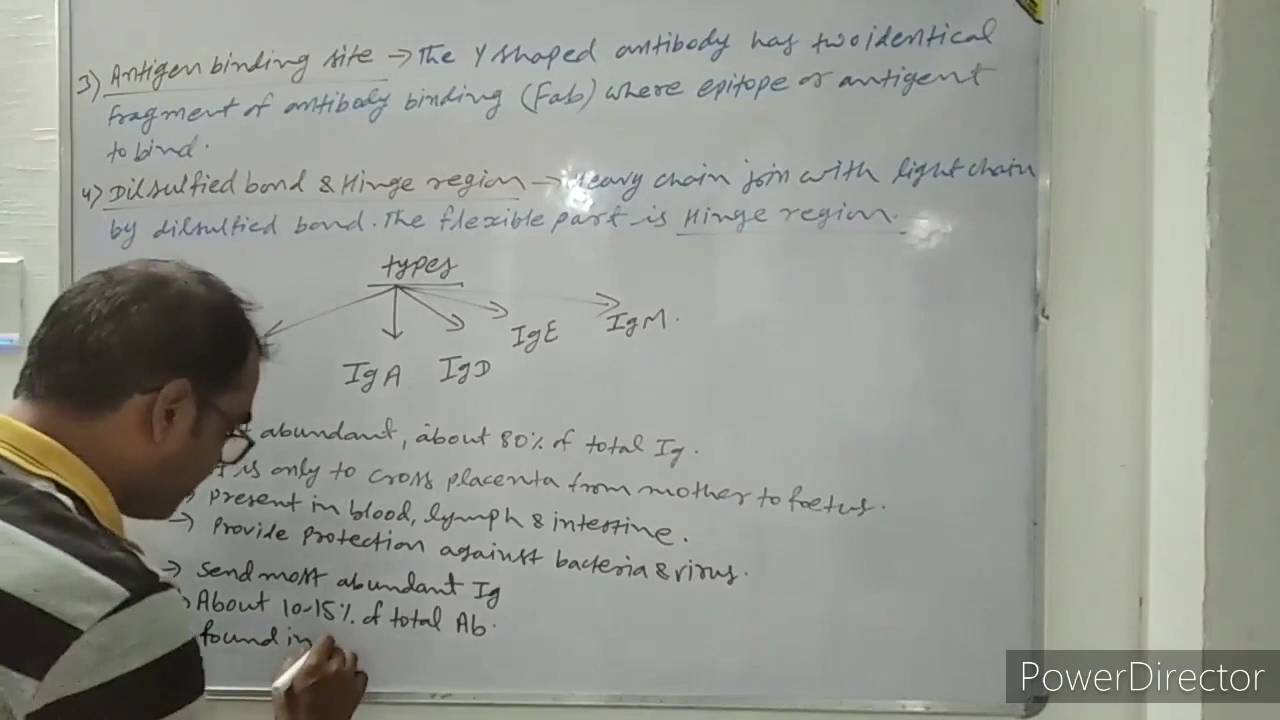 3) Antigen binding site → The Y shaped antibody has two identical
fragment of antibody binding (Fab) where epitope or antigent
to bind.
4) Dilsulfied bond & Hinge region → Heavy chain join with light chain
by dilsulfied bond. The flexible part is Hinge region.
types
IgA IgD IgE IgM.
abundant, about 80% of total Ig.
is only to cross placenta from mother to foetus.
present in blood, lymph & intestine.
→ Provide protection against bacteria & virus.
→ Send most abundant Ig
About 10-15% of total Ab.
found in
PowerDirector